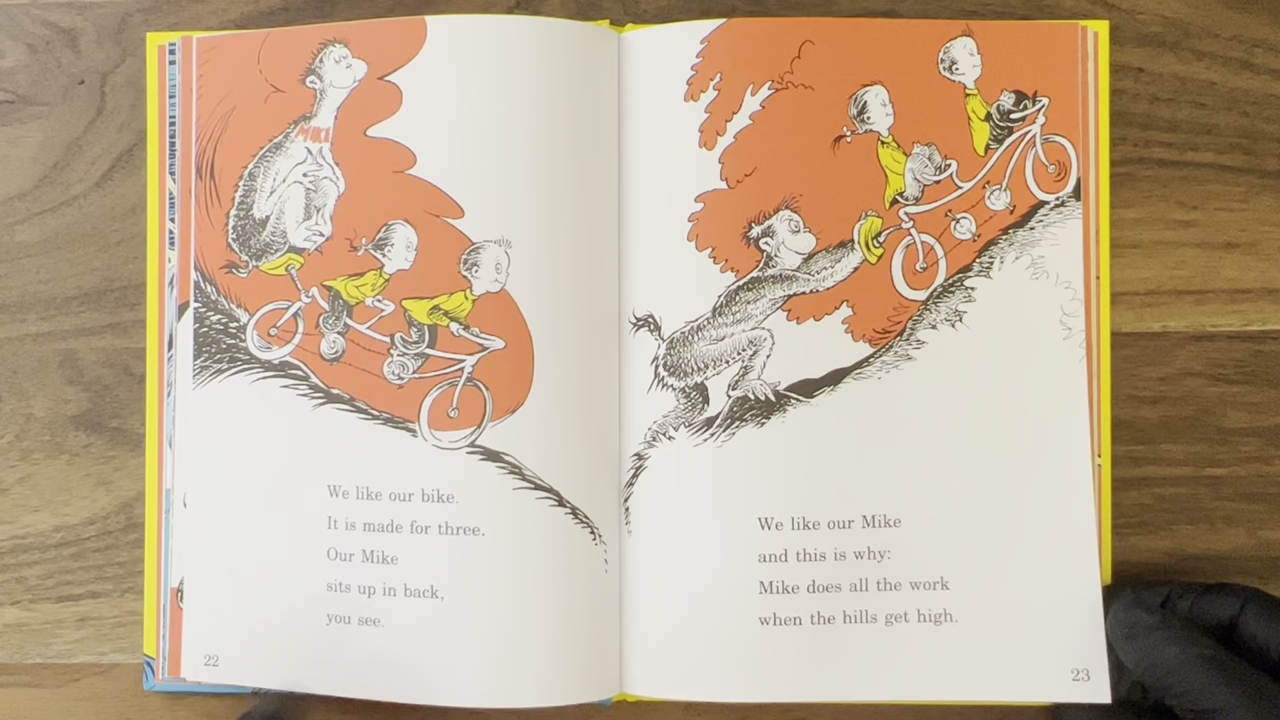 MIKE
We like our bike.
It is made for three.
Our Mike
sits up in back,
you see.
22
We like our Mike
and this is why:
Mike does all the work
when the hills get high.
23